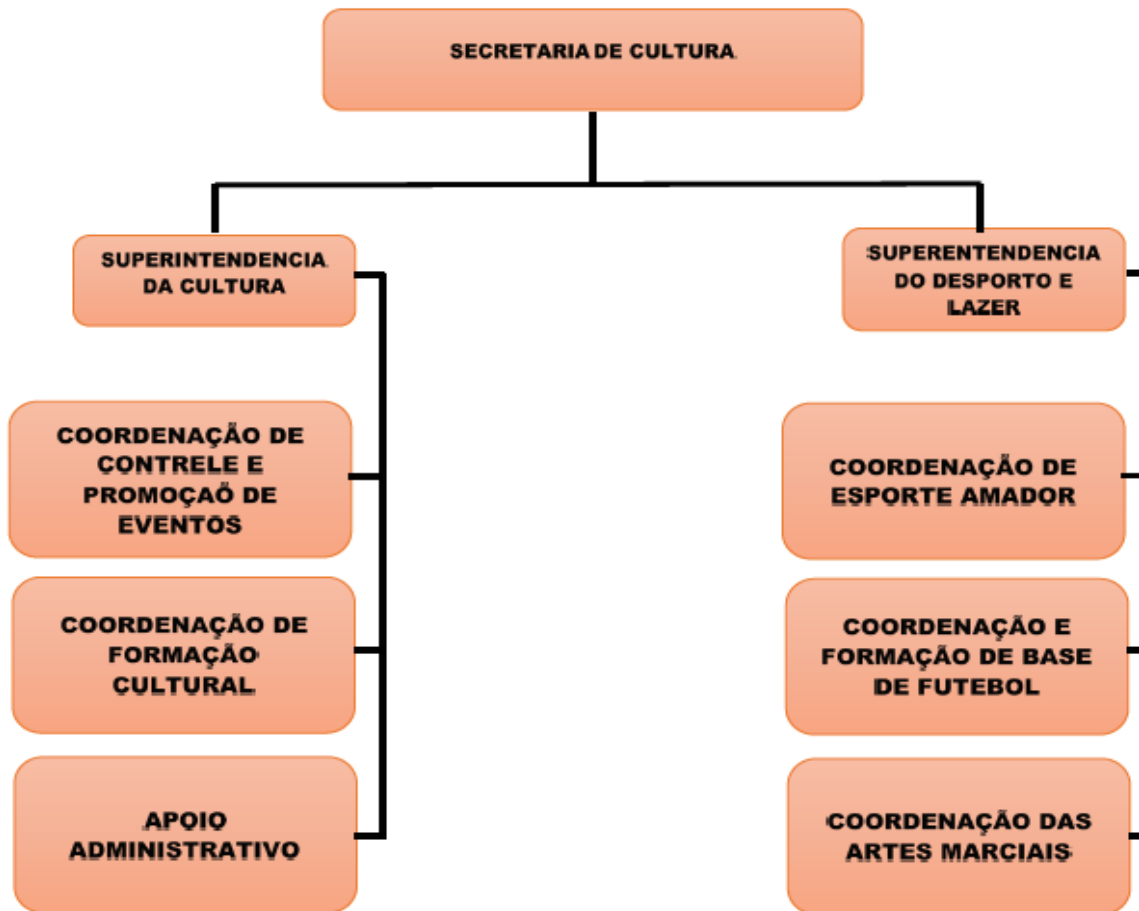 SECRETARIA DE CULTURA
SUPERINTENDENCIA
DA CULTURA
SUPERENTENDENCIA
DO DESPORTO E
LAZER
COORDENAÇÃO DE
CONTRELE E
PROMOÇAÕ DE
EVENTOS
COORDENAÇÃO DE
ESPORTE AMADOR
COORDENAÇÃO DE
FORMAÇÃO
CULTURAL
COORDENAÇÃO E
FORMAÇÃO DE BASE
DE FUTEBOL
APOIO
ADMINISTRATIVO
COORDENAÇÃO DAS
ARTES MARCIAIS